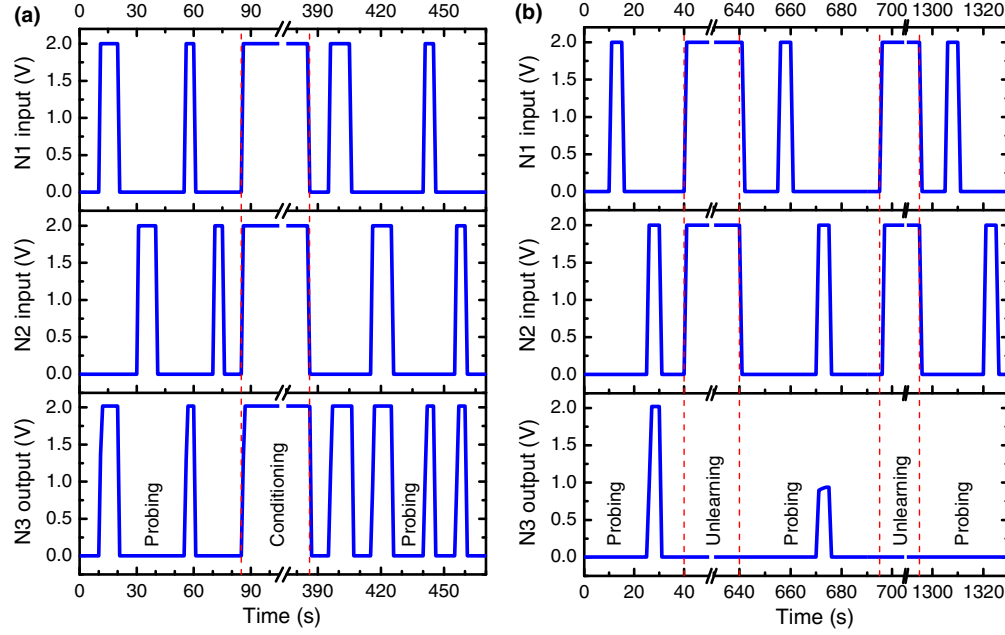 (a)
0 30 60 90 390 420 450
N1 input (V)
2.0
1.5
1.0
0.5
0.0
N2 input (V)
2.0
1.5
1.0
0.5
0.0
N3 output (V)
2.0
1.5
1.0
0.5
0.0
Probing
Conditioning
Probing
0 30 60 90 390 420 450
Time (s)
(b)
0 20 40 640 660 680 700 1300 1320
N1 input (V)
2.0
1.5
1.0
0.5
0.0
N2 input (V)
2.0
1.5
1.0
0.5
0.0
N3 output (V)
2.0
1.5
1.0
0.5
0.0
Probing
Unlearning
Probing
Unlearning
Probing
0 20 40 640 660 680 700 1300 1320
Time (s)